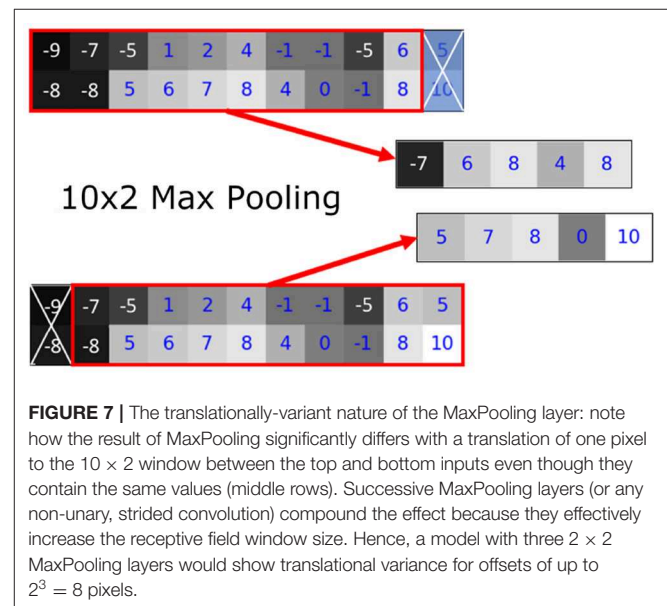 -9 -7 -5 1 2 4 -1 -1 -5 6 5
-8 -8 5 6 7 8 4 0 -1 8 10
-7 6 8 4 8
10x2 Max Pooling
5 7 8 0 10
-9 -7 -5 1 2 4 -1 -1 -5 6 5
-8 -8 5 6 7 8 4 0 -1 8 10
FIGURE 7 | The translationally-variant nature of the MaxPooling layer: note
how the result of MaxPooling significantly differs with a translation of one pixel
to the 10 × 2 window between the top and bottom inputs even though they
contain the same values (middle rows). Successive MaxPooling layers (or any
non-unary, strided convolution) compound the effect because they effectively
increase the receptive field window size. Hence, a model with three 2 × 2
MaxPooling layers would show translational variance for offsets of up to
2³ = 8 pixels.